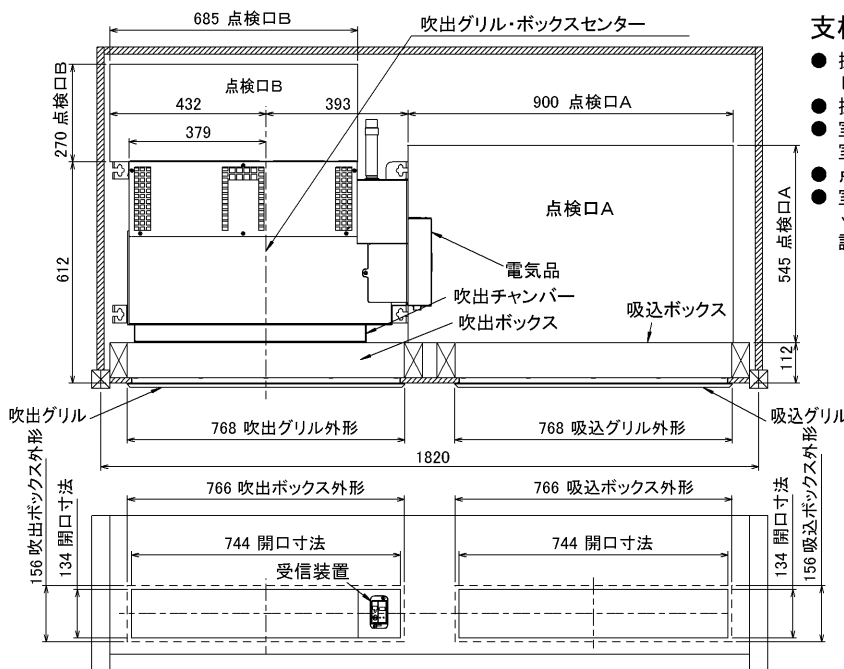 685 点検口B
吹出グリル・ボックスセンター
270 点検口B
点検口B
432
393
900 点検口A
379
612
点検口A
545 点検口A
電気品
吹出チャンバー
吹出ボックス
吸込ボックス
112
吹出グリル
吸込グリル
768 吹出グリル外形
768 吸込グリル外形
1820
156 吹出ボックス外形
134 開口寸法
766 吹出ボックス外形
766 吸込ボックス外形
744 開口寸法
744 開口寸法
受信装置
134 開口寸法
156 吸込ボックス外形